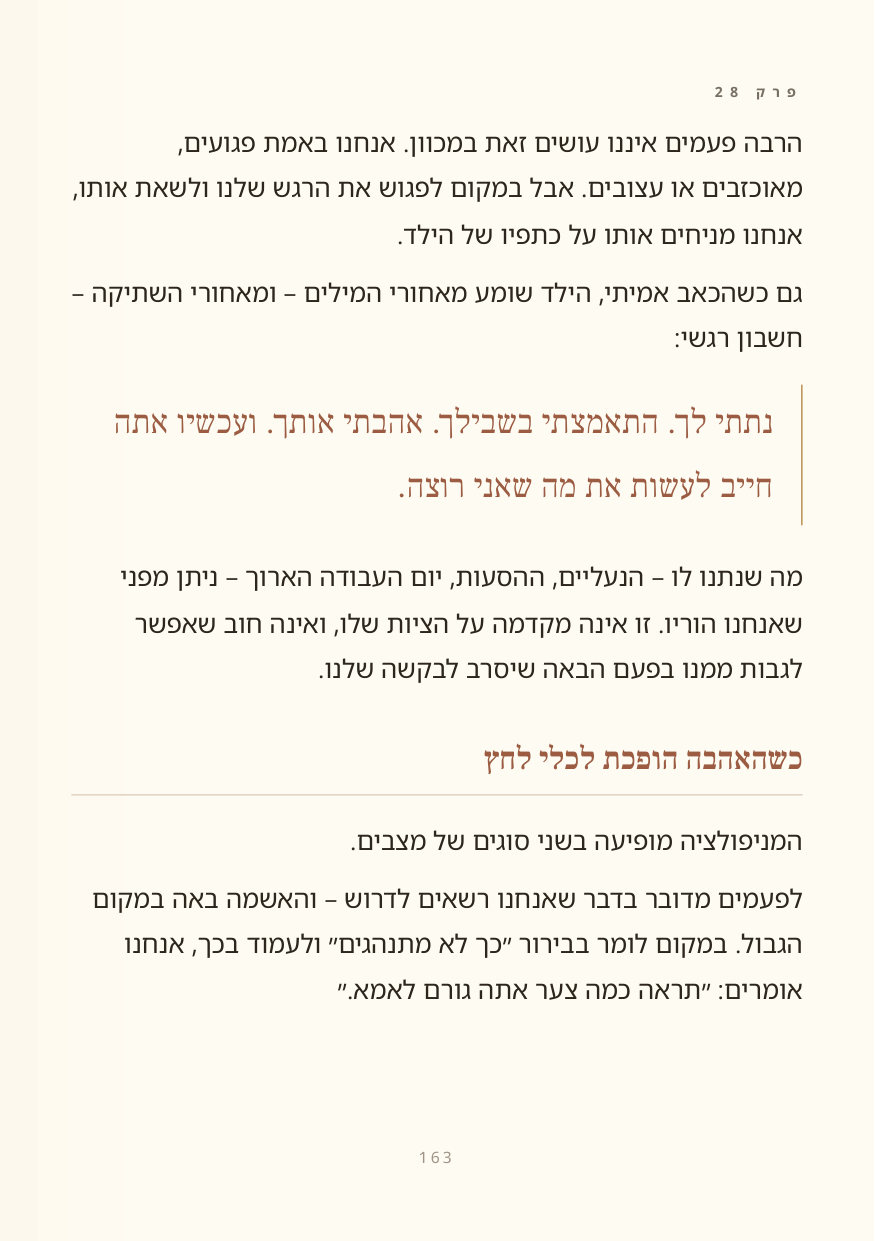 פרק 28
הרבה פעמים איננו עושים זאת במכוון. אנחנו באמת פגועים,
מאוכזבים או עצובים. אבל במקום לפגוש את הרגש שלנו ולשאת אותו,
אנחנו מניחים אותו על כתפיו של הילד.
גם כשהכאב אמיתי, הילד שומע מאחורי המילים – ומאחורי השתיקה –
חשבון רגשי:
נתתי לך. התאמצתי בשבילך. אהבתי אותך. ועכשיו אתה
חייב לעשות את מה שאני רוצה.
מה שנתנו לו – הנעליים, ההסעות, יום העבודה הארוך – ניתן מפני
שאנחנו הוריו. זו אינה מקדמה על הציות שלו, ואינה חוב שאפשר
לגבות ממנו בפעם הבאה שיסרב לבקשה שלנו.
כשהאהבה הופכת לכלי לחץ
המניפולציה מופיעה בשני סוגים של מצבים.
לפעמים מדובר בדבר שאנחנו רשאים לדרוש – והאשמה באה במקום
הגבול. במקום לומר בבירור ״כך לא מתנהגים״ ולעמוד בכך, אנחנו
אומרים: ״תראה כמה צער אתה גורם לאמא.״
163